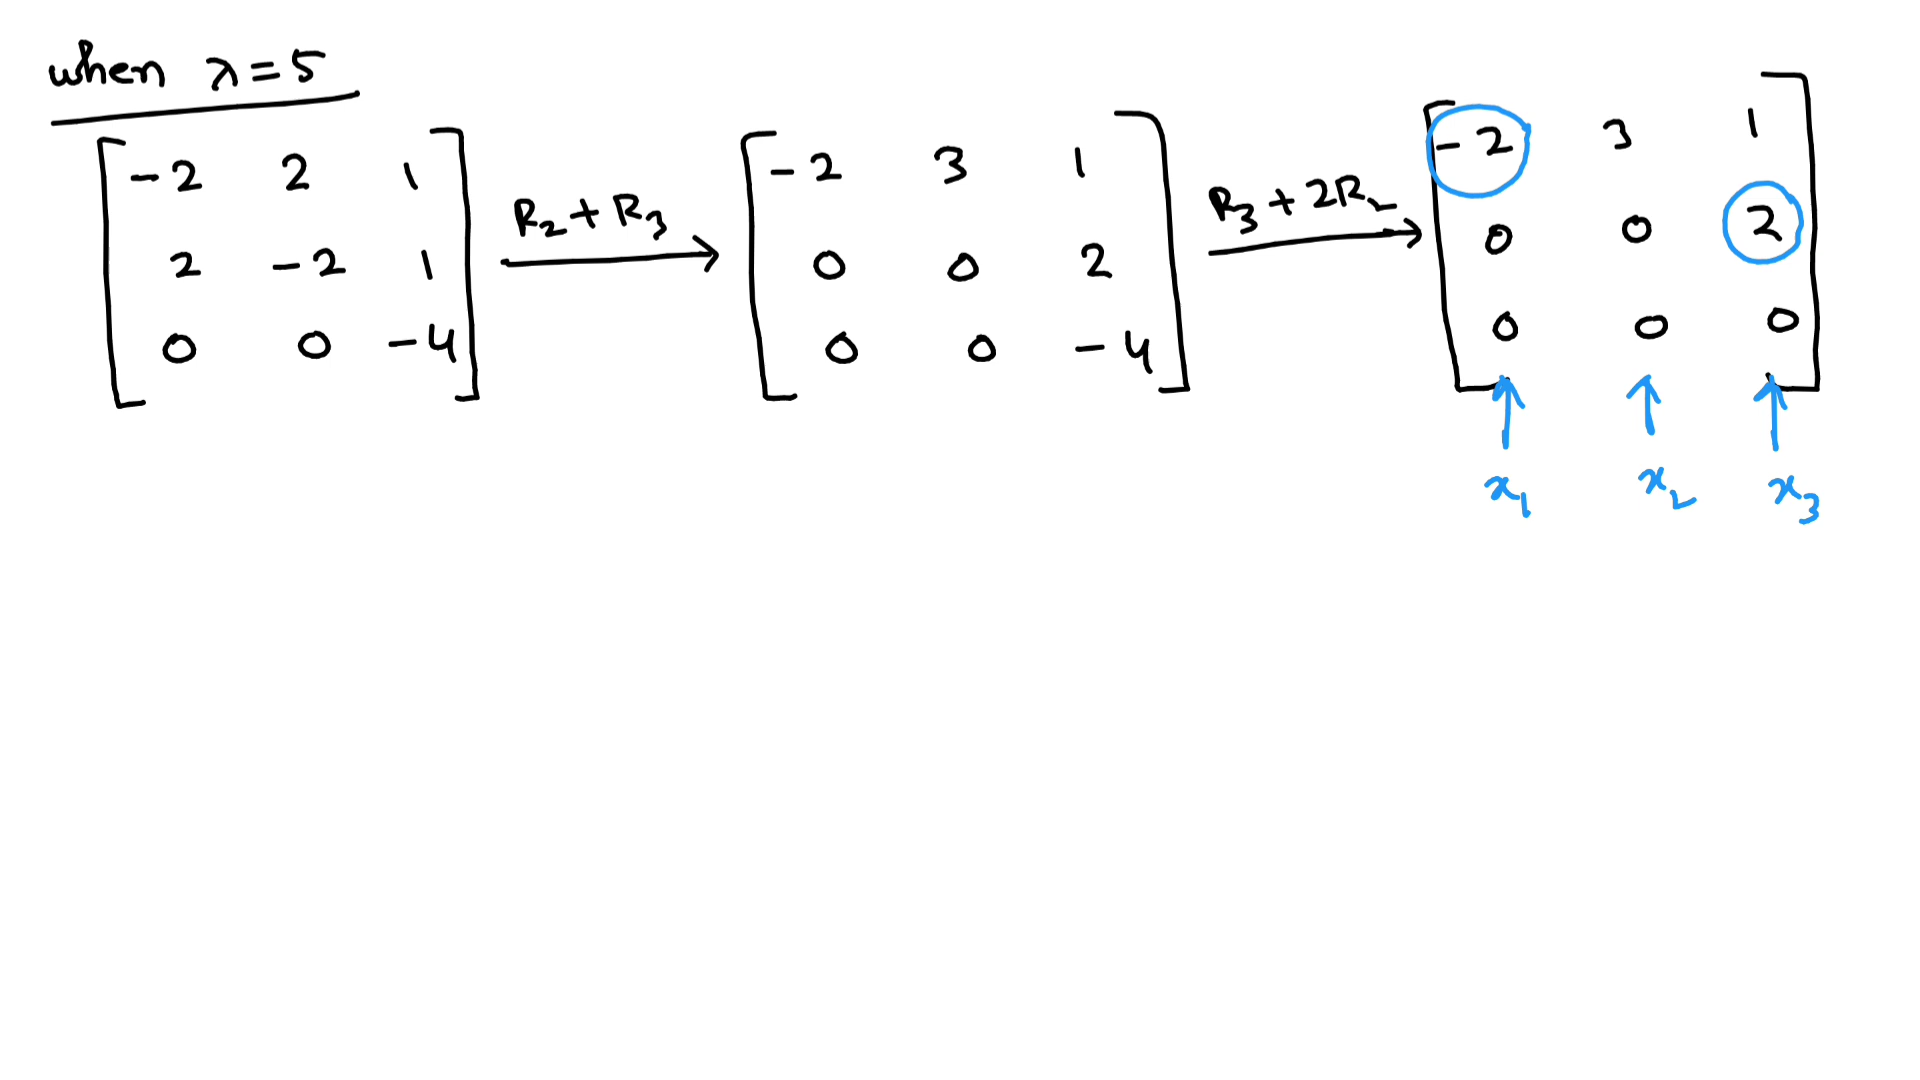 when λ=5
-2 2 1
2 -2 1
0 0 -4
R₂+R₃
-2 3 1
0 0 2
0 0 -4
R₃+2R₂
-2 3 1
0 0 2
0 0 0
x₁ x₂ x₃